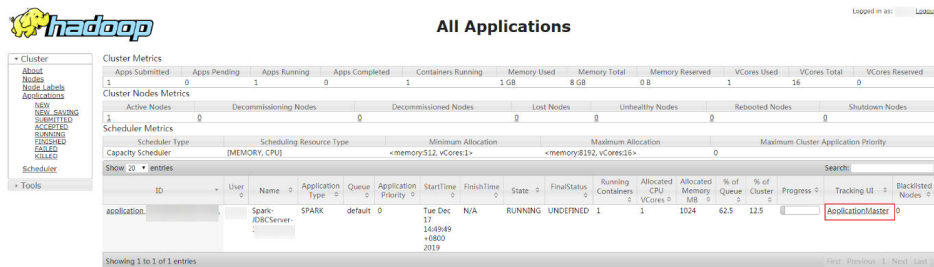 Logged in as: Logout
hadoop
All Applications
Cluster
About
Nodes
Node Labels
Applications
NEW
NEW_SAVING
SUBMITTED
ACCEPTED
RUNNING
FINISHED
FAILED
KILLED
Scheduler
Tools
Cluster Metrics
Apps Submitted Apps Pending Apps Running Apps Completed Containers Running Memory Used Memory Total Memory Reserved VCores Used VCores Total VCores Reserved
1 0 1 0 1 1 GB 8 GB 0 B 1 16 0
Cluster Nodes Metrics
Active Nodes Decommissioning Nodes Decommissioned Nodes Lost Nodes Unhealthy Nodes Rebooted Nodes Shutdown Nodes
1 0 0 0 0 0 0
Scheduler Metrics
Scheduler Type Scheduling Resource Type Minimum Allocation Maximum Allocation Maximum Cluster Application Priority
Capacity Scheduler [MEMORY, CPU] <memory:512, vCores:1> <memory:8192, vCores:16> 0
Show 20 entries Search:
ID User Name Application Type Queue Application Priority StartTime FinishTime State FinalStatus Running Containers Allocated CPU VCores Allocated Memory MB % of Queue % of Cluster Progress Tracking UI Blacklisted Nodes
application_ Spark-JDBCServer- SPARK default 0 Tue Dec 17 14:49:49 +0800 2019 N/A RUNNING UNDEFINED 1 1 1024 62.5 12.5 ApplicationMaster 0
Showing 1 to 1 of 1 entries First Previous 1 Next Last